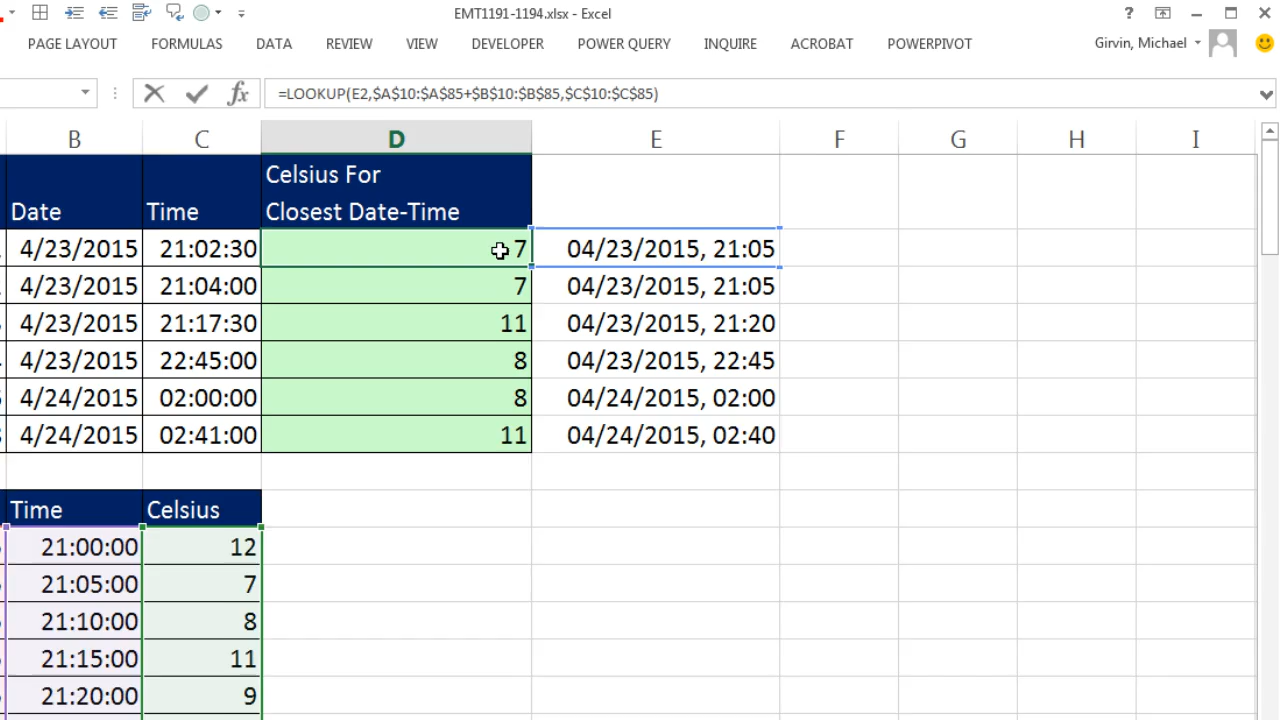 EMT1191-1194.xlsx - Excel
?
PAGE LAYOUT FORMULAS DATA REVIEW VIEW DEVELOPER POWER QUERY INQUIRE ACROBAT POWERPIVOT Girvin, Michael
fx =LOOKUP(E2,$A$10:$A$85+$B$10:$B$85,$C$10:$C$85)
B C D E F G H I
Celsius For
Date Time Closest Date-Time
4/23/2015 21:02:30 7 04/23/2015, 21:05
4/23/2015 21:04:00 7 04/23/2015, 21:05
4/23/2015 21:17:30 11 04/23/2015, 21:20
4/23/2015 22:45:00 8 04/23/2015, 22:45
4/24/2015 02:00:00 8 04/24/2015, 02:00
4/24/2015 02:41:00 11 04/24/2015, 02:40
Time Celsius
21:00:00 12
21:05:00 7
21:10:00 8
21:15:00 11
21:20:00 9